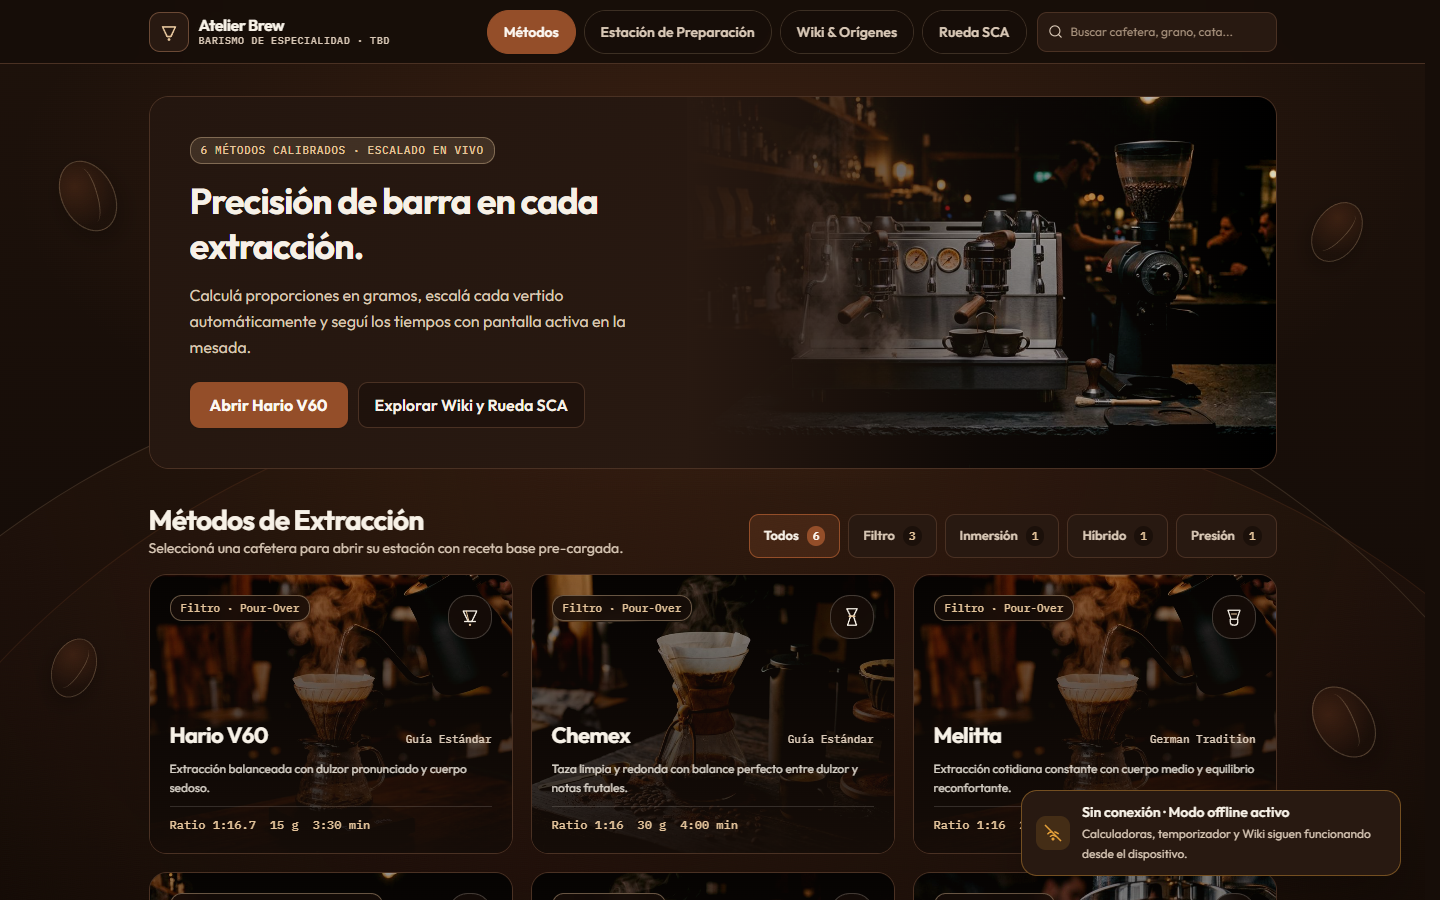 Atelier Brew
BARISMO DE ESPECIALIDAD · TBD
Métodos
Estación de Preparación
Wiki & Orígenes
Rueda SCA
Buscar cafetera, grano, cata...
6 MÉTODOS CALIBRADOS · ESCALADO EN VIVO
Precisión de barra en cada
extracción.
Calculá proporciones en gramos, escalá cada vertido
automáticamente y seguí los tiempos con pantalla activa en la
mesada.
Abrir Hario V60
Explorar Wiki y Rueda SCA
Métodos de Extracción
Seleccioná una cafetera para abrir su estación con receta base pre-cargada.
Todos 6
Filtro 3
Inmersión 1
Híbrido 1
Presión 1
Filtro · Pour-Over
Hario V60
Guía Estándar
Extracción balanceada con dulzor pronunciado y cuerpo
sedoso.
Ratio 1:16.7 15 g 3:30 min
Filtro · Pour-Over
Chemex
Guía Estándar
Taza limpia y redonda con balance perfecto entre dulzor y
notas frutales.
Ratio 1:16 30 g 4:00 min
Filtro · Pour-Over
Melitta
German Tradition
Extracción cotidiana constante con cuerpo medio y equilibrio
reconfortante.
Ratio 1:16
Sin conexión · Modo offline activo
Calculadoras, temporizador y Wiki siguen funcionando
desde el dispositivo.